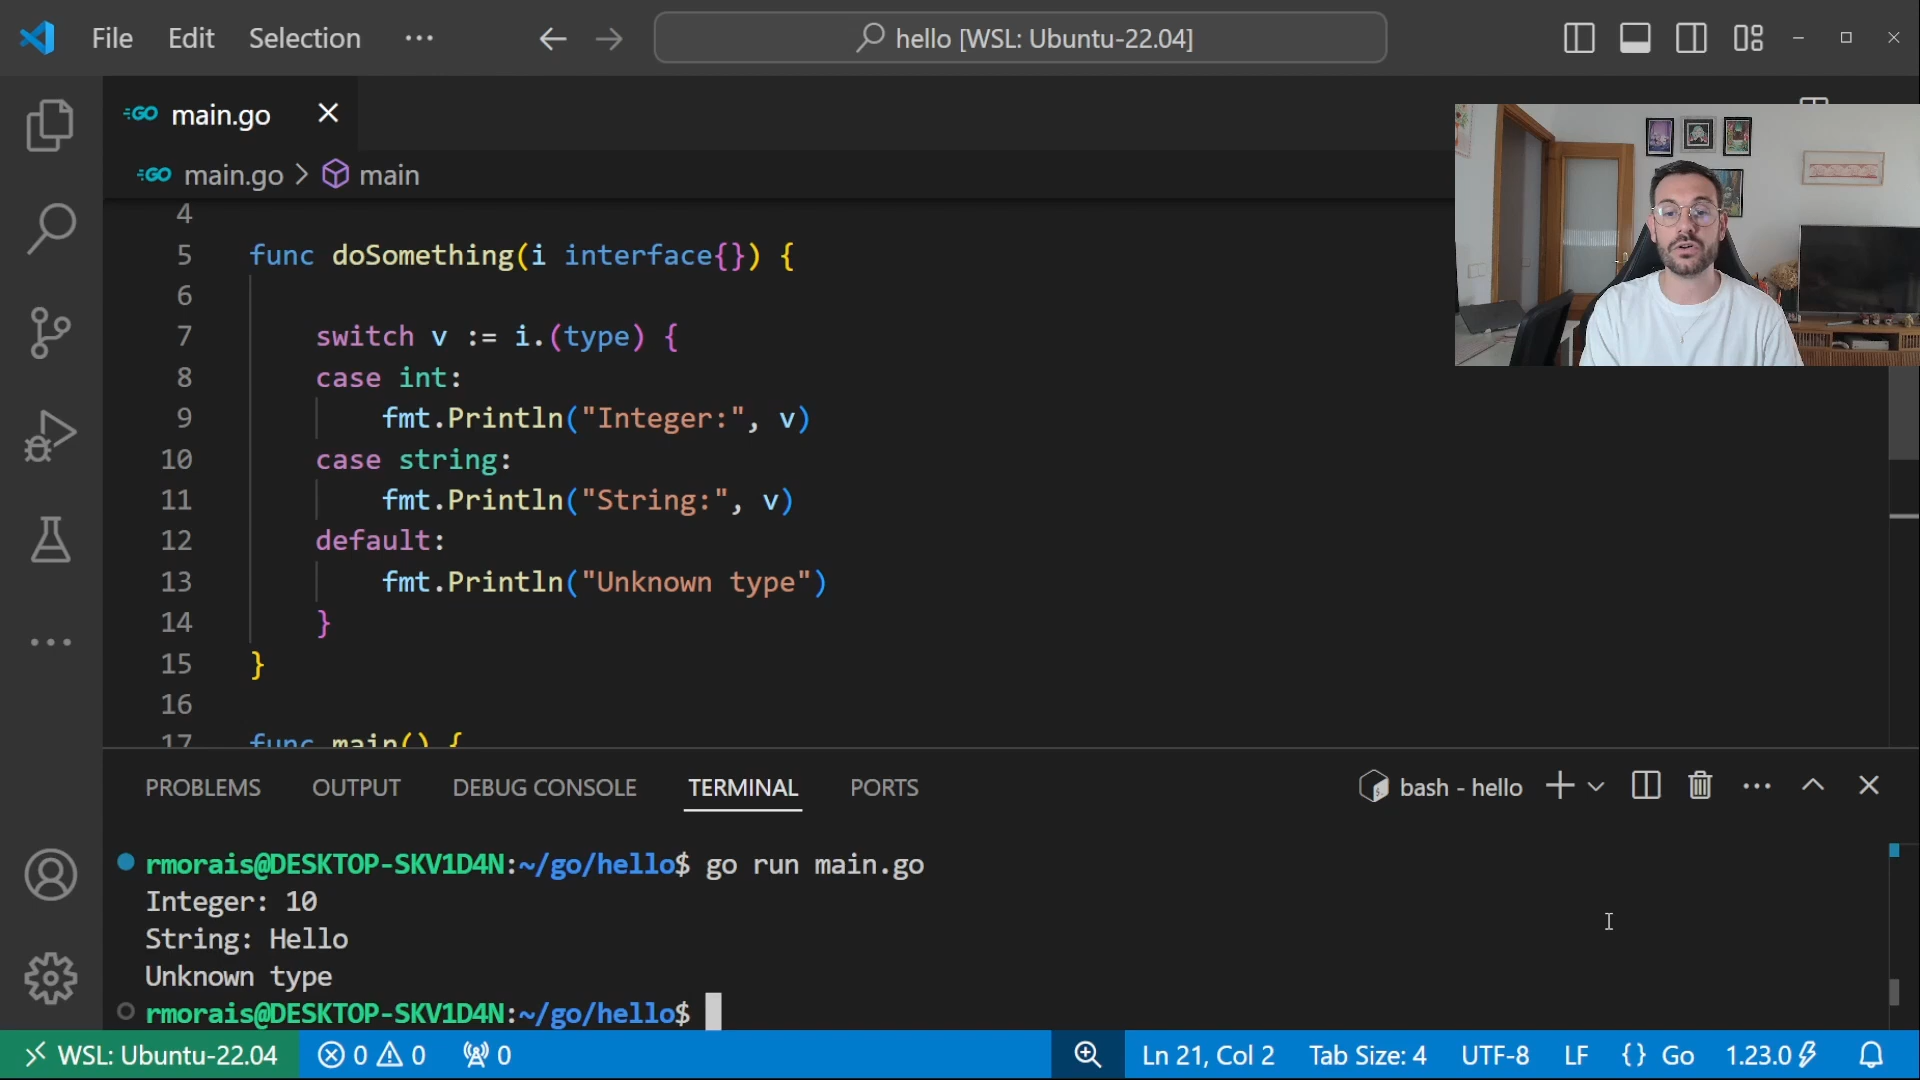 File Edit Selection ··· hello [WSL: Ubuntu-22.04]
GO main.go
GO main.go > main
4
5 func doSomething(i interface{}) {
6
7 switch v := i.(type) {
8 case int:
9 fmt.Println("Integer:", v)
10 case string:
11 fmt.Println("String:", v)
12 default:
13 fmt.Println("Unknown type")
14 }
15 }
16
17 func main() {
PROBLEMS OUTPUT DEBUG CONSOLE TERMINAL PORTS bash - hello
rmorais@DESKTOP-SKV1D4N:~/go/hello$ go run main.go
Integer: 10
String: Hello
Unknown type
rmorais@DESKTOP-SKV1D4N:~/go/hello$
WSL: Ubuntu-22.04 0 0 0 Ln 21, Col 2 Tab Size: 4 UTF-8 LF {} Go 1.23.0